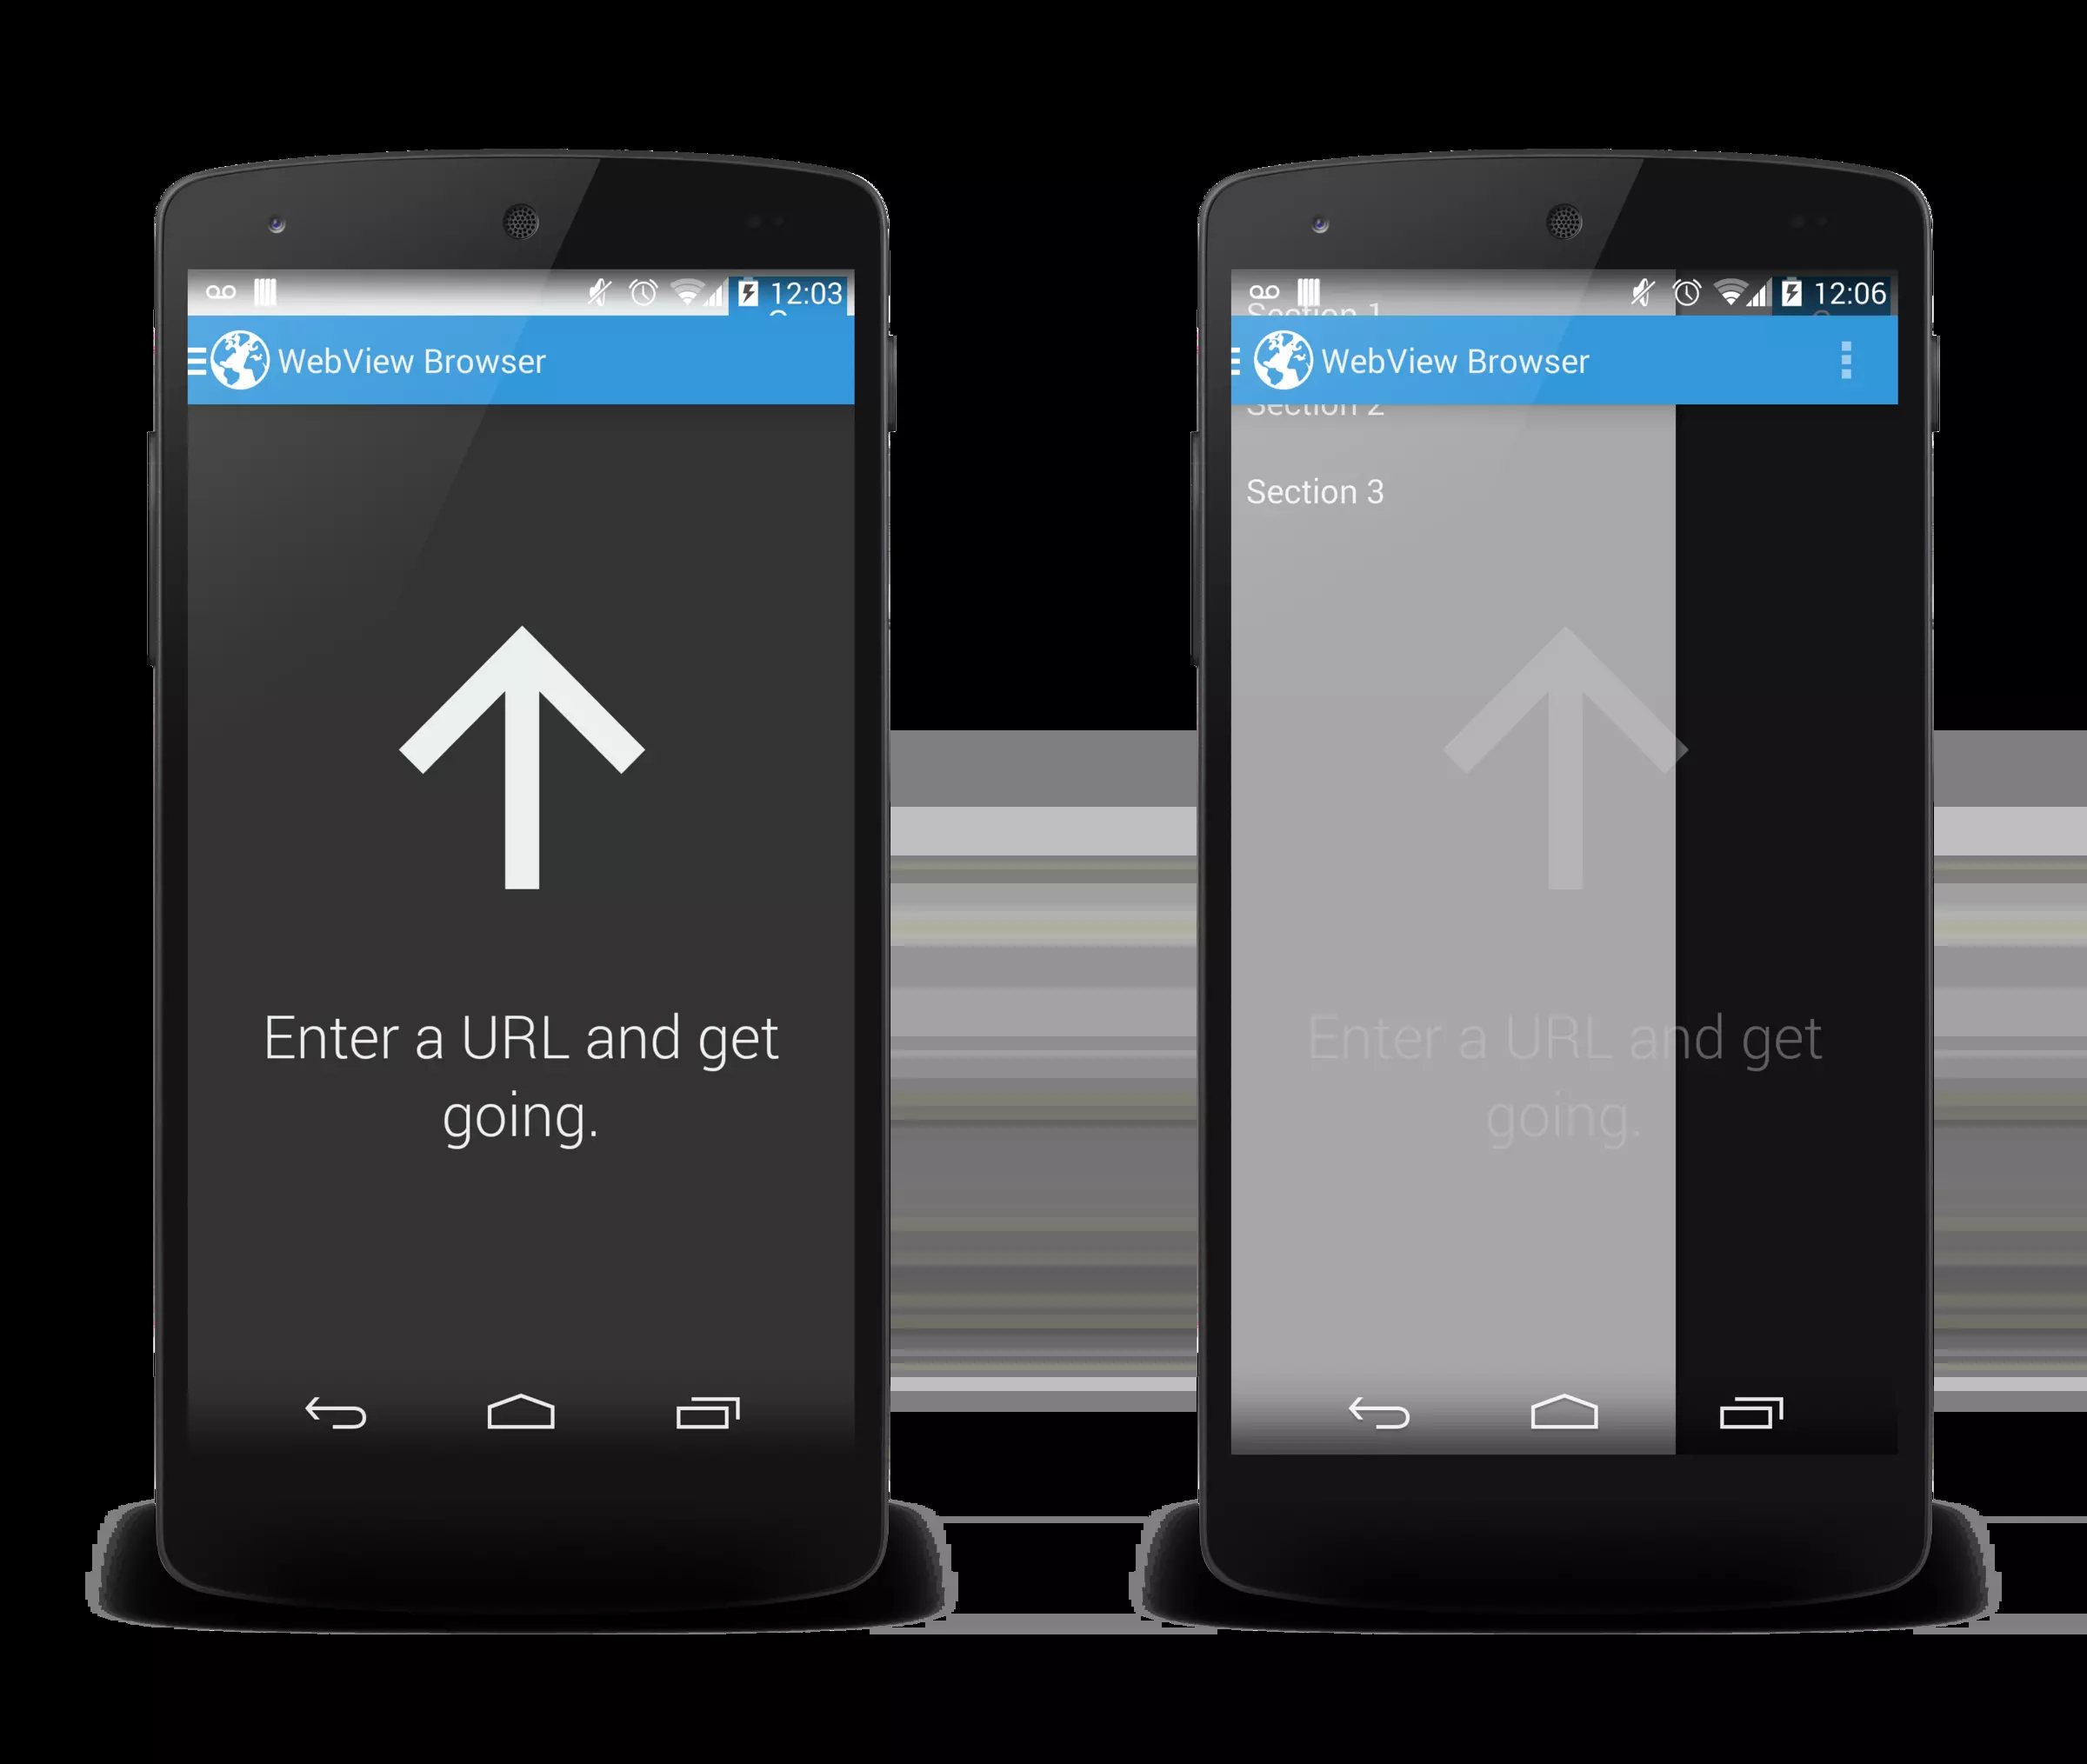 12:03
WebView Browser
Enter a URL and get
going.
12:06
Section 1
WebView Browser
Section 2
Section 3
Enter a URL and get
going.